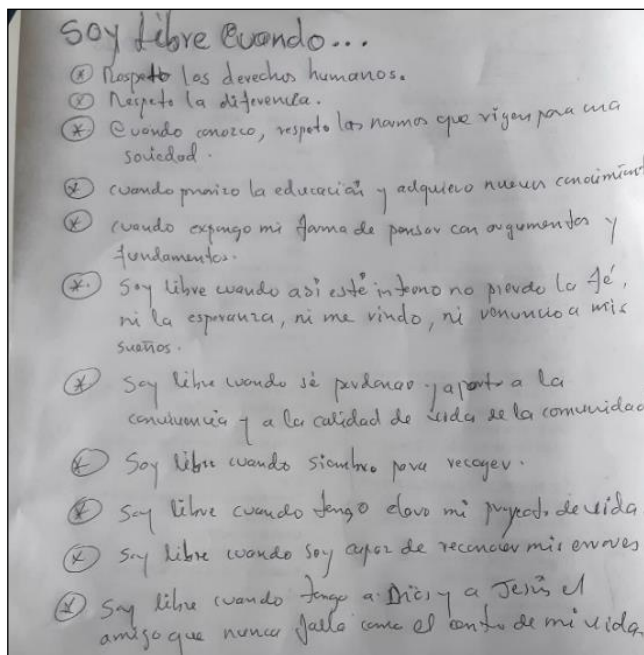 Soy Libre Cuando...
* Respeto los derechos humanos.
* Respeto la diferencia.
* Cuando conozco, respeto las normas que rigen para una
sociedad.
* cuando priorizo la educación y adquiero nuevos
* cuando expongo mi forma de pensar con argumentos y
fundamentos.
* Soy libre cuando asi esté interno no pierdo la fé,
ni la esperanza, ni me rindo, ni renuncio a mis
sueños.
* Soy libre cuando sé perdonar y aporto a la
convivencia y a la calidad de vida de la comunidad
* Soy libre cuando siembro para recoger.
* Soy libre cuando tengo claro mi proyecto de vida
* Soy libre cuando soy capaz de reconocer mis errores
* Soy libre cuando tengo a Dios y a Jesús el
amigo que nunca falla como el centro de mi vida.